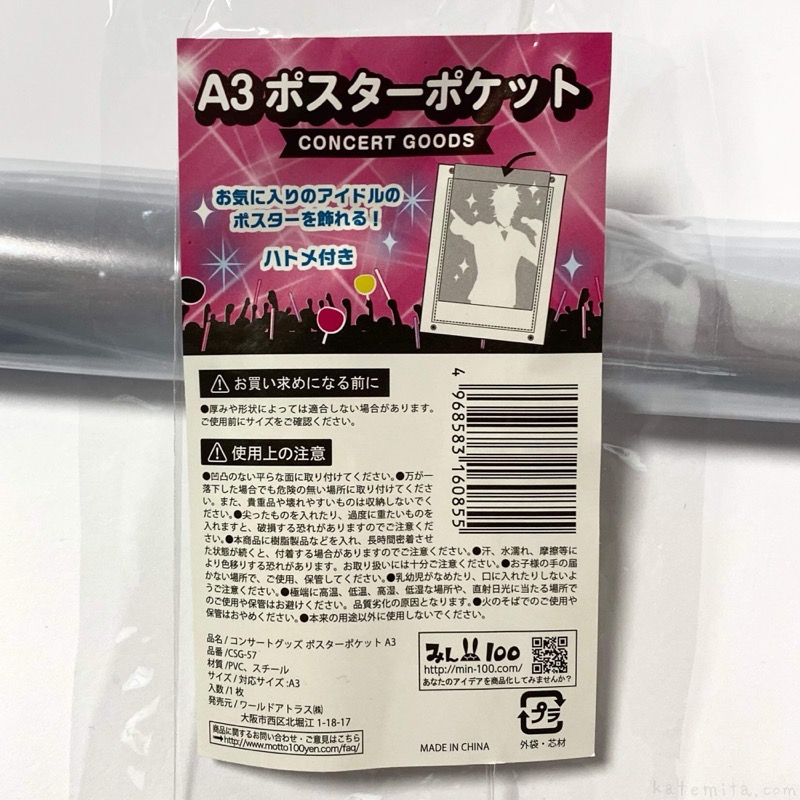 A3 ポスターポケット
CONCERT GOODS
お気に入りのアイドルの
ポスターを飾れる!
ハトメ付き
⚠お買い求めになる前に
●厚みや形状によっては適合しない場合があります。
ご使用前にサイズをご確認ください。
⚠使用上の注意
●凹凸のない平らな面に取り付けてください。●万が
一落下した場合でも危険の無い場所に取り付けてくださ
い。また、貴重品や壊れやすいものは収納しないでく
ださい。●尖ったものを入れたり、過度に重たいものを
入れますと、破損する恐れがありますのでご注意くださ
い。●本商品に樹脂製品などを入れ、長時間密着させ
た状態が続くと、付着する場合がありますのでご注意ください。●汗、水濡れ、摩擦等に
より色移りする恐れがあります。お取り扱いには十分ご注意ください。●お子様の手の届
かない場所で、ご使用、保管してください。●乳幼児がなめたり、口に入れたりしないよ
うご注意ください。●極端に高温、低温、高湿、低湿な場所や、直射日光に当たる場所で
のご使用や保管はお避けください。品質劣化の原因となります。●火のそばでのご使用や
保管はおやめください。●本来の用途以外に使用しないでください。
4 968583 160855
品名/コンサートグッズ ポスターポケット A3
品番/CSG-57
材質/PVC、スチール
サイズ/対応サイズ:A3
入数/1枚
発売元/ワールドアトラス㈱
大阪市西区北堀江 1-18-17
商品に関するお問い合わせ・ご意見はこちら
➡http://www.motto100yen.com/faq/
みん100
http://min-100.com/
あなたのアイデアを商品化してみませんか?
プラ
外袋・芯材
MADE IN CHINA
katemita.com